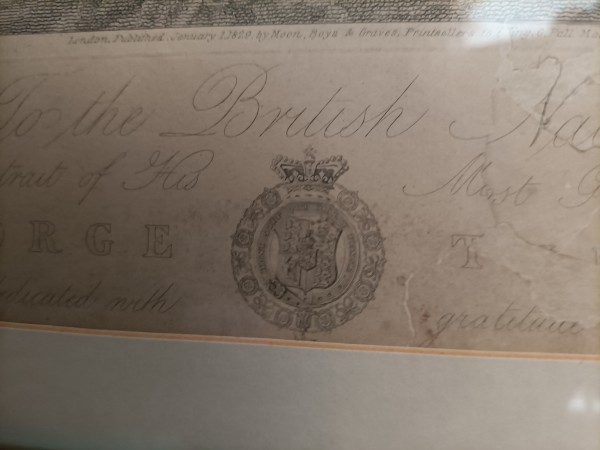 London, Published January 1, 1829, by Moon, Boys & Graves, Printsellers to
To the British
of His Most
ORGE T
dedicated with gratitude